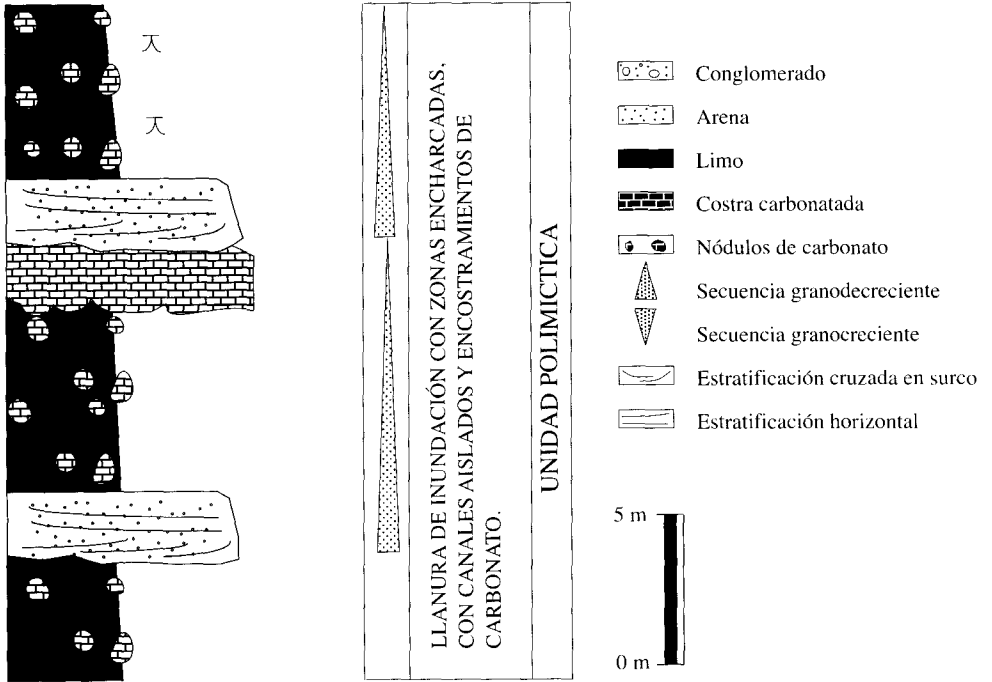 LLANURA DE INUNDACIÓN CON ZONAS ENCHARCADAS,
CON CANALES AISLADOS Y ENCOSTRAMIENTOS DE
CARBONATO.
UNIDAD POLIMICTICA
Conglomerado
Arena
Limo
Costra carbonatada
Nódulos de carbonato
Secuencia granodecreciente
Secuencia granocreciente
Estratificación cruzada en surco
Estratificación horizontal
5 m
0 m